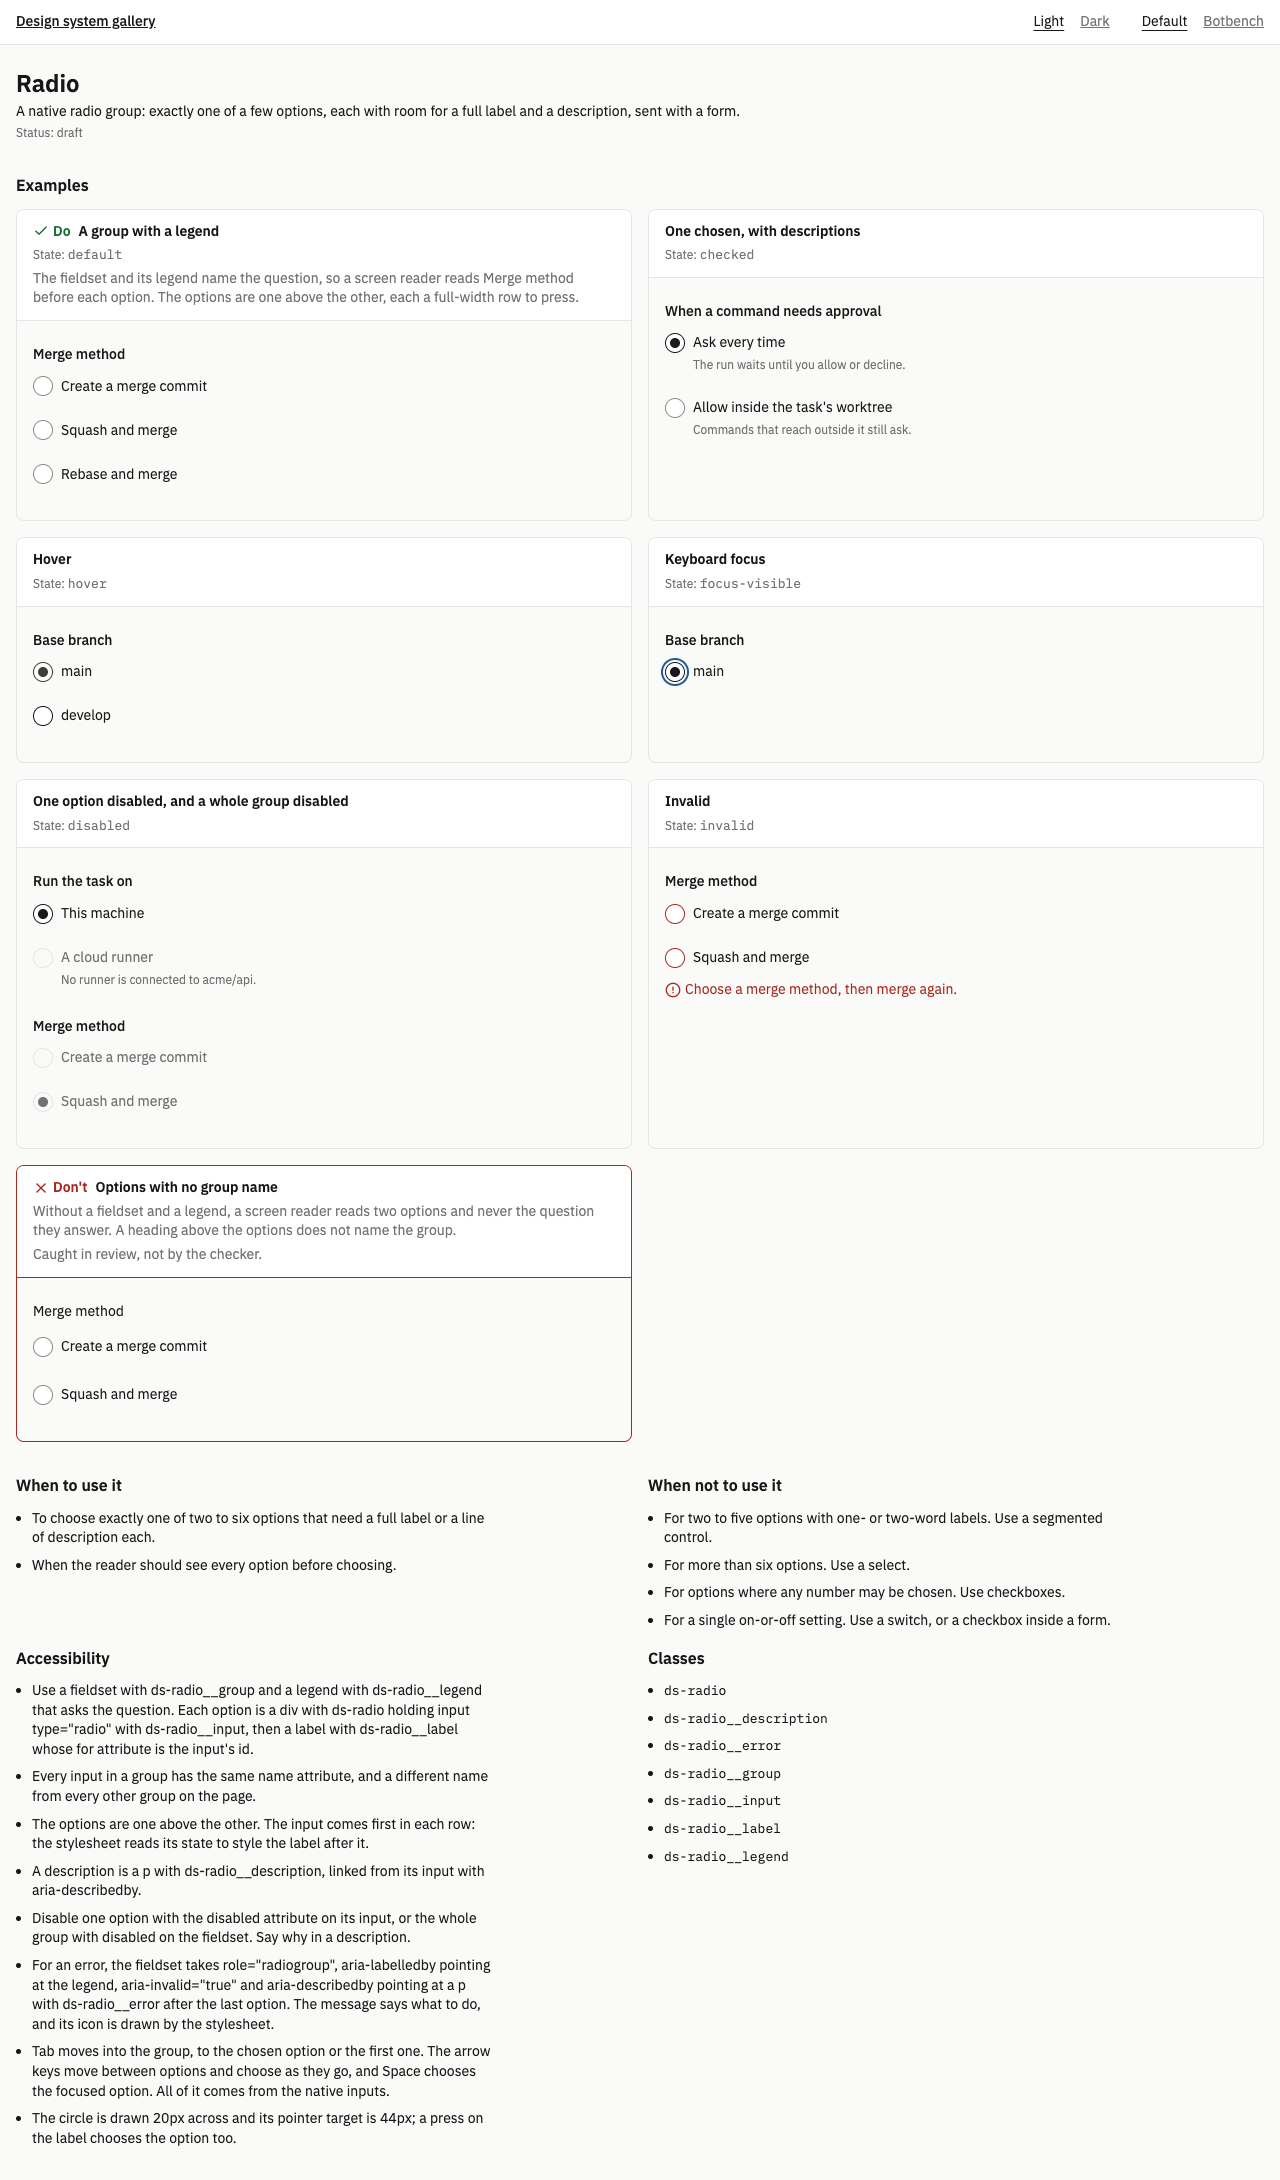 Design system gallery
Light Dark Default Botbench
Radio
A native radio group: exactly one of a few options, each with room for a full label and a description, sent with a form.
Status: draft
Examples
Do A group with a legend
State: default
The fieldset and its legend name the question, so a screen reader reads Merge method
before each option. The options are one above the other, each a full-width row to press.
Merge method
Create a merge commit
Squash and merge
Rebase and merge
One chosen, with descriptions
State: checked
When a command needs approval
Ask every time
The run waits until you allow or decline.
Allow inside the task's worktree
Commands that reach outside it still ask.
Hover
State: hover
Base branch
main
develop
Keyboard focus
State: focus-visible
Base branch
main
One option disabled, and a whole group disabled
State: disabled
Run the task on
This machine
A cloud runner
No runner is connected to acme/api.
Merge method
Create a merge commit
Squash and merge
Invalid
State: invalid
Merge method
Create a merge commit
Squash and merge
Choose a merge method, then merge again.
Don't Options with no group name
Without a fieldset and a legend, a screen reader reads two options and never the question
they answer. A heading above the options does not name the group.
Caught in review, not by the checker.
Merge method
Create a merge commit
Squash and merge
When to use it
To choose exactly one of two to six options that need a full label or a line
of description each.
When the reader should see every option before choosing.
When not to use it
For two to five options with one- or two-word labels. Use a segmented
control.
For more than six options. Use a select.
For options where any number may be chosen. Use checkboxes.
For a single on-or-off setting. Use a switch, or a checkbox inside a form.
Accessibility
Use a fieldset with ds-radio__group and a legend with ds-radio__legend
that asks the question. Each option is a div with ds-radio holding input
type="radio" with ds-radio__input, then a label with ds-radio__label
whose for attribute is the input's id.
Every input in a group has the same name attribute, and a different name
from every other group on the page.
The options are one above the other. The input comes first in each row:
the stylesheet reads its state to style the label after it.
A description is a p with ds-radio__description, linked from its input with
aria-describedby.
Disable one option with the disabled attribute on its input, or the whole
group with disabled on the fieldset. Say why in a description.
For an error, the fieldset takes role="radiogroup", aria-labelledby pointing
at the legend, aria-invalid="true" and aria-describedby pointing at a p
with ds-radio__error after the last option. The message says what to do,
and its icon is drawn by the stylesheet.
Tab moves into the group, to the chosen option or the first one. The arrow
keys move between options and choose as they go, and Space chooses
the focused option. All of it comes from the native inputs.
The circle is drawn 20px across and its pointer target is 44px; a press on
the label chooses the option too.
Classes
ds-radio
ds-radio__description
ds-radio__error
ds-radio__group
ds-radio__input
ds-radio__label
ds-radio__legend